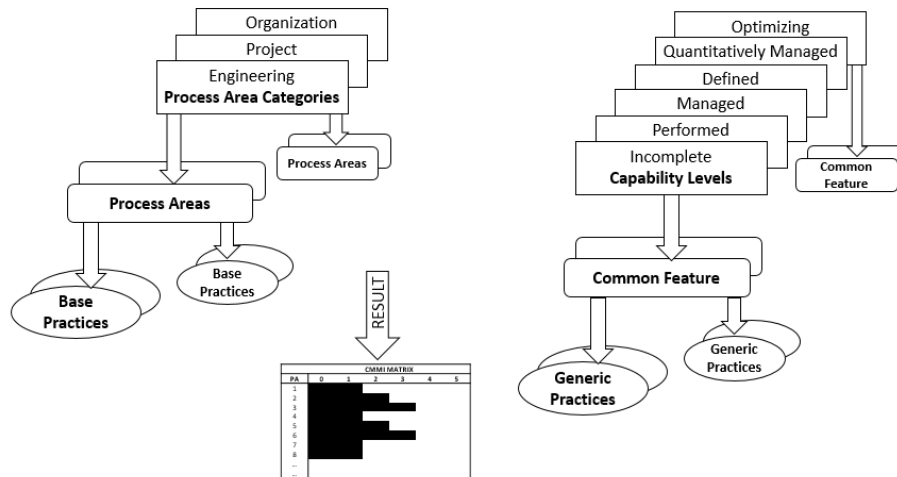 Organization
Project
Engineering
Process Area Categories
Process Areas
Process Areas
Base
Practices
Base
Practices
RESULT
CMMI MATRIX
PA 0 1 2 3 4 5
1
2
3
4
5
6
7
8
...
...
Optimizing
Quantitatively Managed
Defined
Managed
Performed
Incomplete
Capability Levels
Common
Feature
Common Feature
Generic
Practices
Generic
Practices